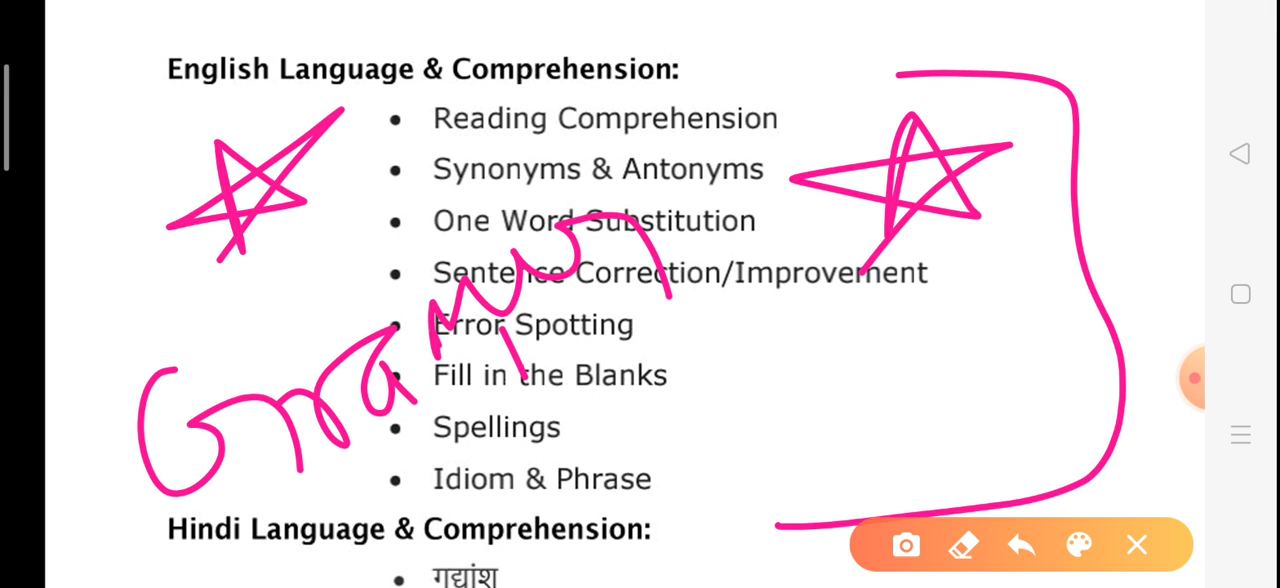 English Language & Comprehension:
• Reading Comprehension
• Synonyms & Antonyms
• One Word Substitution
• Sentence Correction/Improvement
• Error Spotting
• Fill in the Blanks
• Spellings
• Idiom & Phrase
Hindi Language & Comprehension:
• गद्यांश